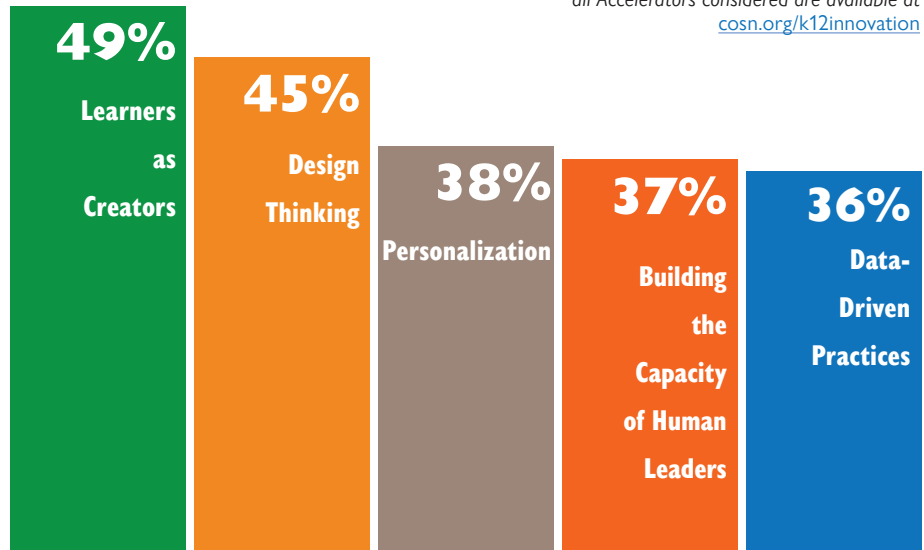 all Accelerators considered are available at
cosn.org/k12innovation
49%
Learners
as
Creators
45%
Design
Thinking
38%
Personalization
37%
Building
the
Capacity
of Human
Leaders
36%
Data-
Driven
Practices